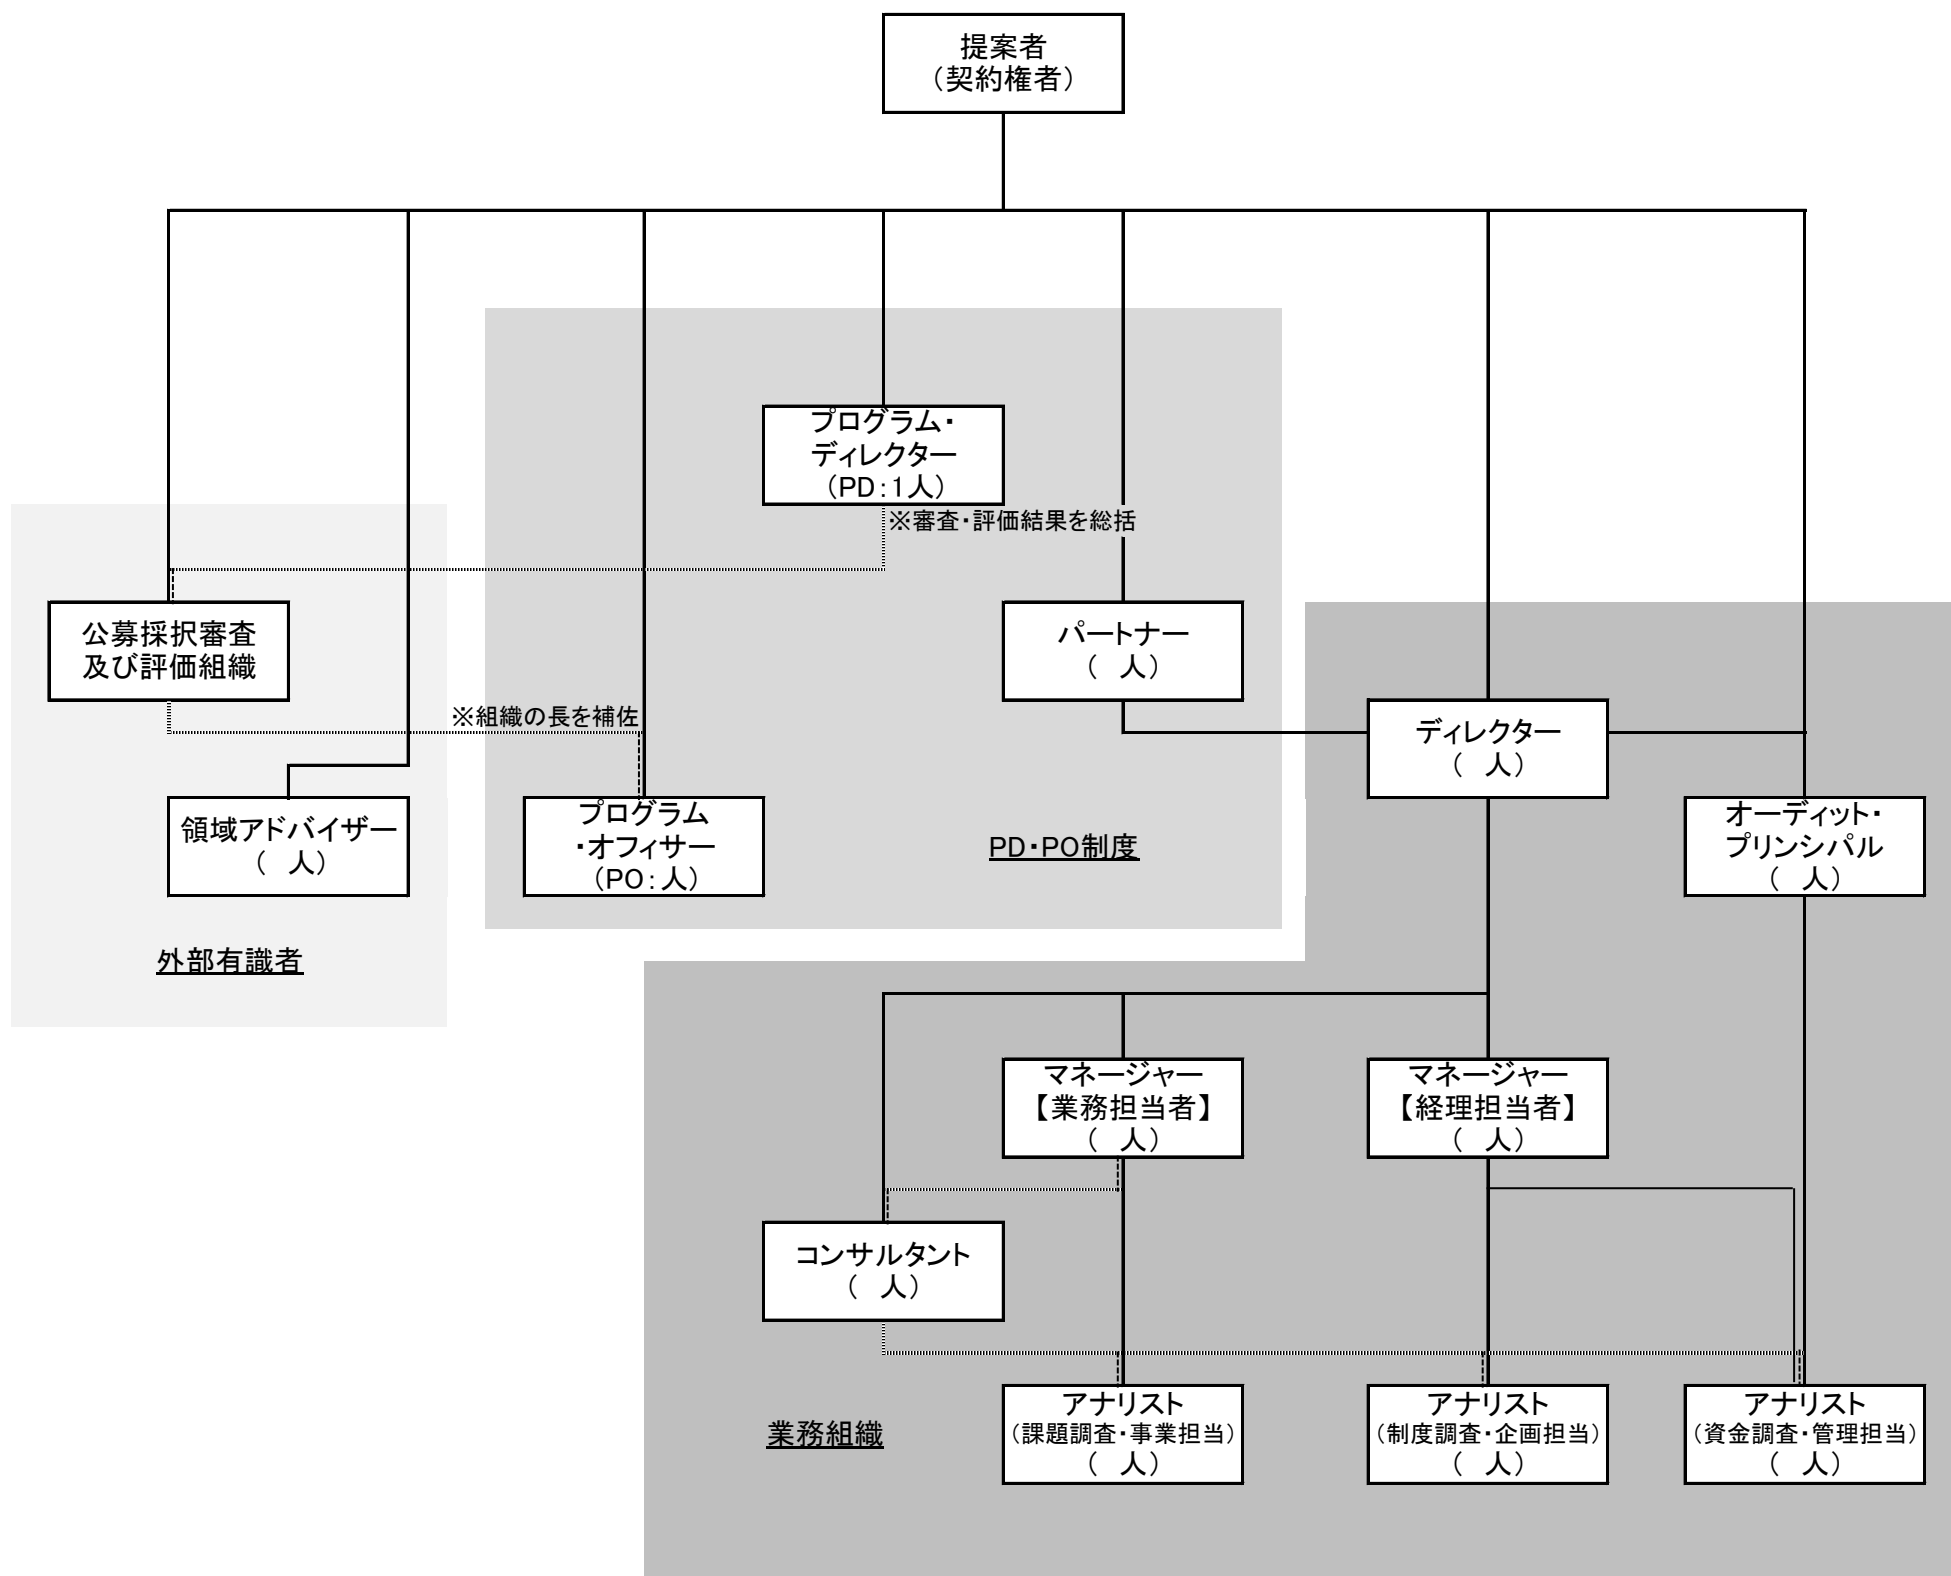 提案者
（契約権者）
プログラム・
ディレクター
（PD：1人）
※審査・評価結果を総括
公募採択審査
及び評価組織
パートナー
（　人）
※組織の長を補佐
ディレクター
（　人）
領域アドバイザー
（　人）
プログラム
・オフィサー
（PO：人）
PD・PO制度
オーディット・
プリンシパル
（　人）
外部有識者
マネージャー
【業務担当者】
（　人）
マネージャー
【経理担当者】
（　人）
コンサルタント
（　人）
業務組織
アナリスト
（課題調査・事業担当）
（　人）
アナリスト
（制度調査・企画担当）
（　人）
アナリスト
（資金調査・管理担当）
（　人）